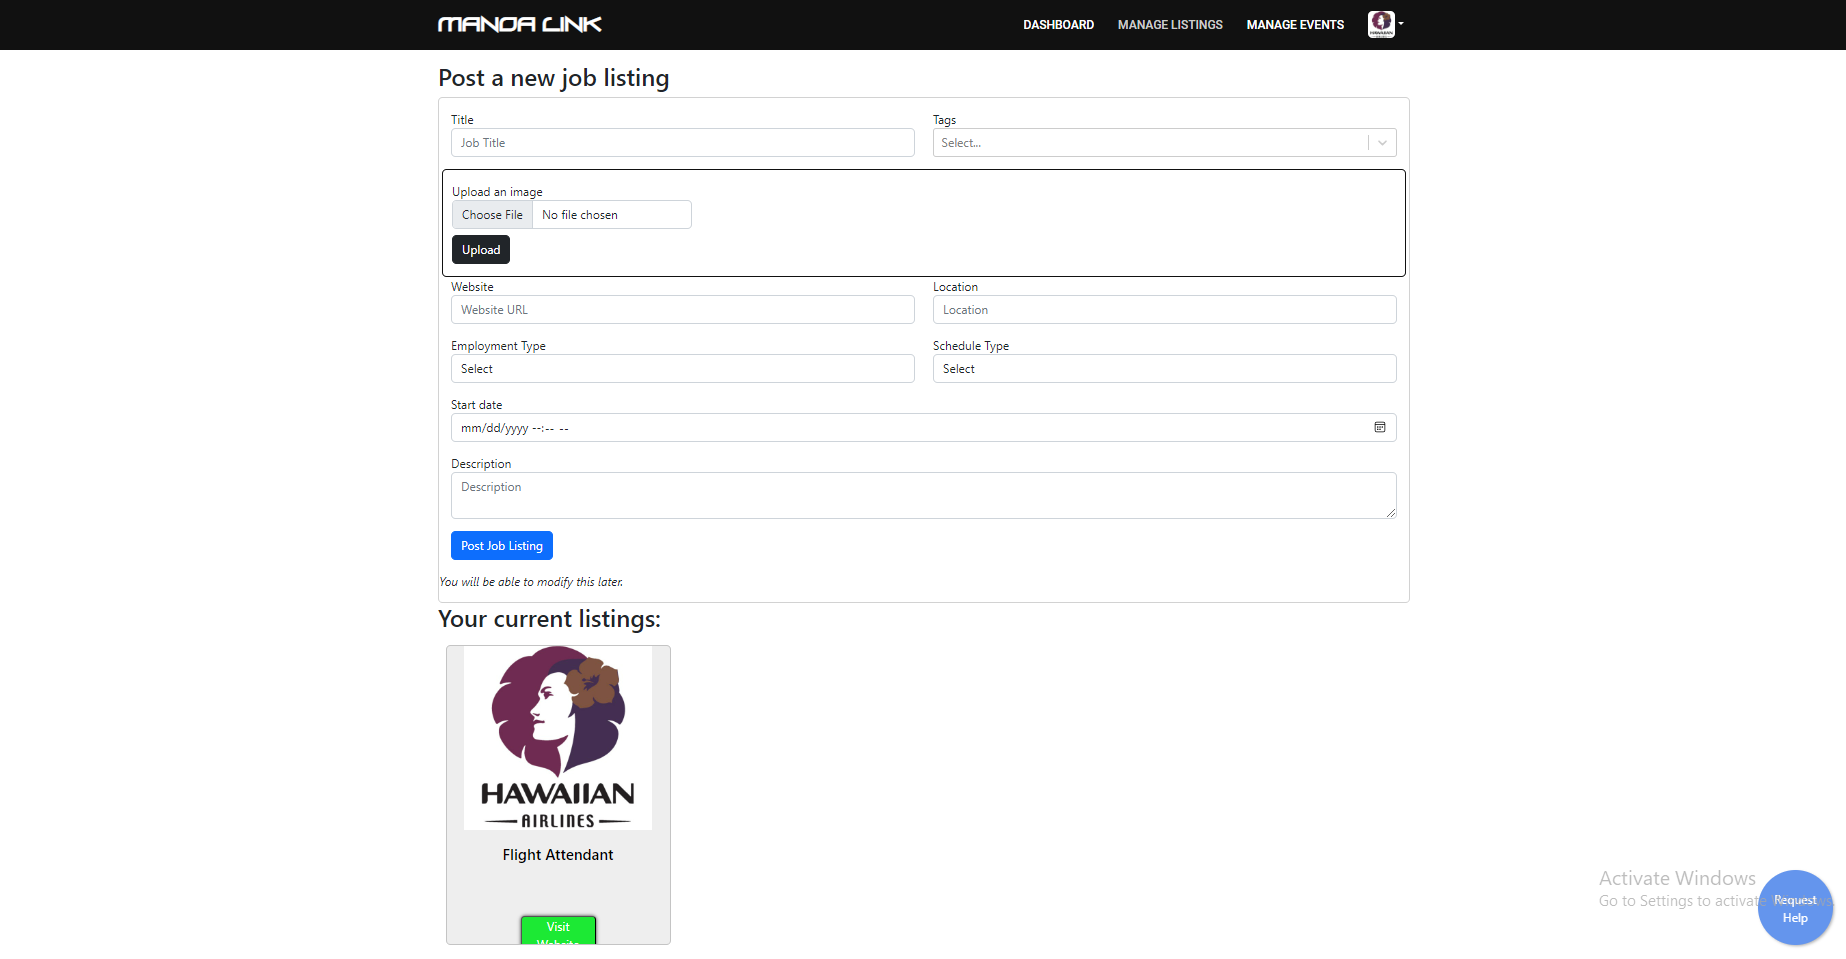 MANOA LINK
DASHBOARD MANAGE LISTINGS MANAGE EVENTS
Post a new job listing
Title Tags
Job Title Select...
Upload an image
Choose File No file chosen
Upload
Website Location
Website URL Location
Employment Type Schedule Type
Select Select
Start date
mm/dd/yyyy --:-- --
Description
Description
Post Job Listing
You will be able to modify this later.
Your current listings:
HAWAIIAN
AIRLINES
Flight Attendant
Visit
Website
Activate Windows
Go to Settings to activate Windows.
Request
Help